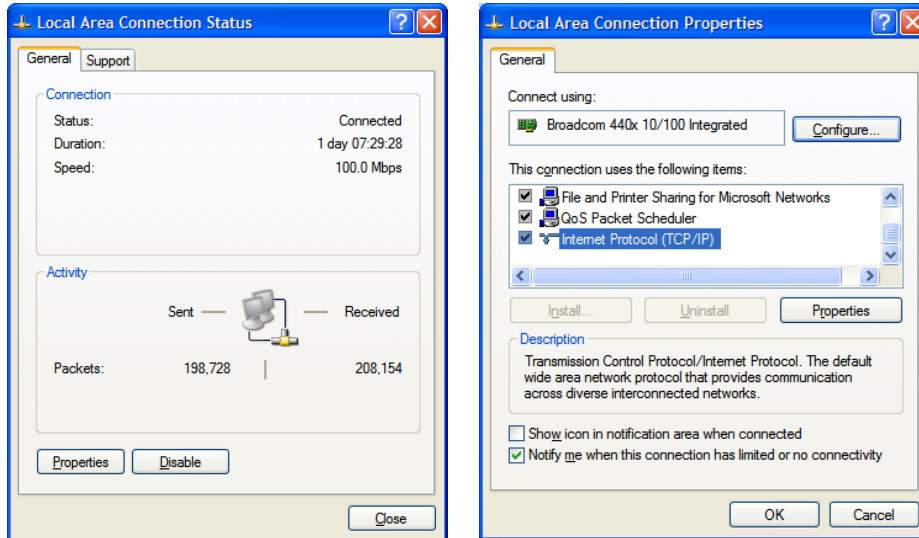 Local Area Connection Status
General Support
Connection
Status: Connected
Duration: 1 day 07:29:28
Speed: 100.0 Mbps
Activity
Sent Received
Packets: 198,728 208,154
Properties Disable
Close
Local Area Connection Properties
General
Connect using:
Broadcom 440x 10/100 Integrated
Configure...
This connection uses the following items:
File and Printer Sharing for Microsoft Networks
QoS Packet Scheduler
Internet Protocol (TCP/IP)
Install... Uninstall Properties
Description
Transmission Control Protocol/Internet Protocol. The default
wide area network protocol that provides communication
across diverse interconnected networks.
Show icon in notification area when connected
Notify me when this connection has limited or no connectivity
OK Cancel